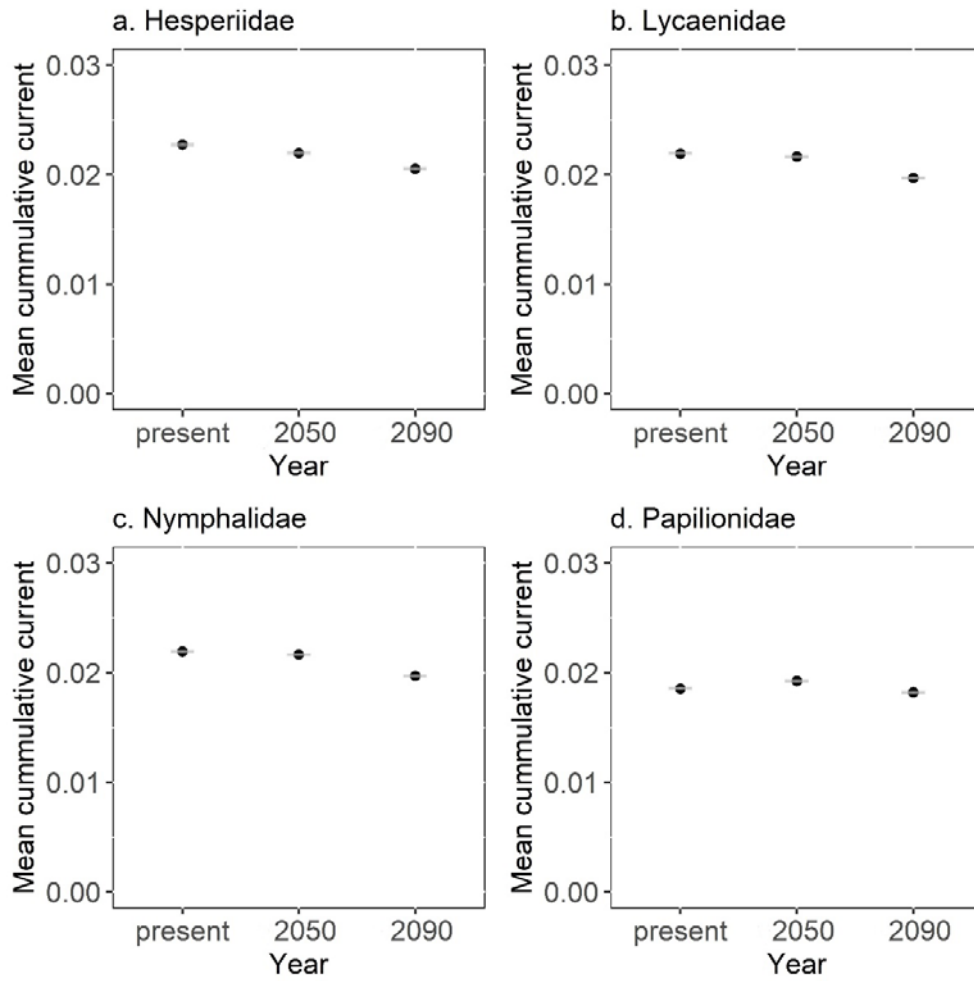 a. Hesperiidae
Mean cummulative current
0.03
0.02
0.01
0.00
present 2050 2090
Year
b. Lycaenidae
Mean cummulative current
0.03
0.02
0.01
0.00
present 2050 2090
Year
c. Nymphalidae
Mean cummulative current
0.03
0.02
0.01
0.00
present 2050 2090
Year
d. Papilionidae
Mean cummulative current
0.03
0.02
0.01
0.00
present 2050 2090
Year